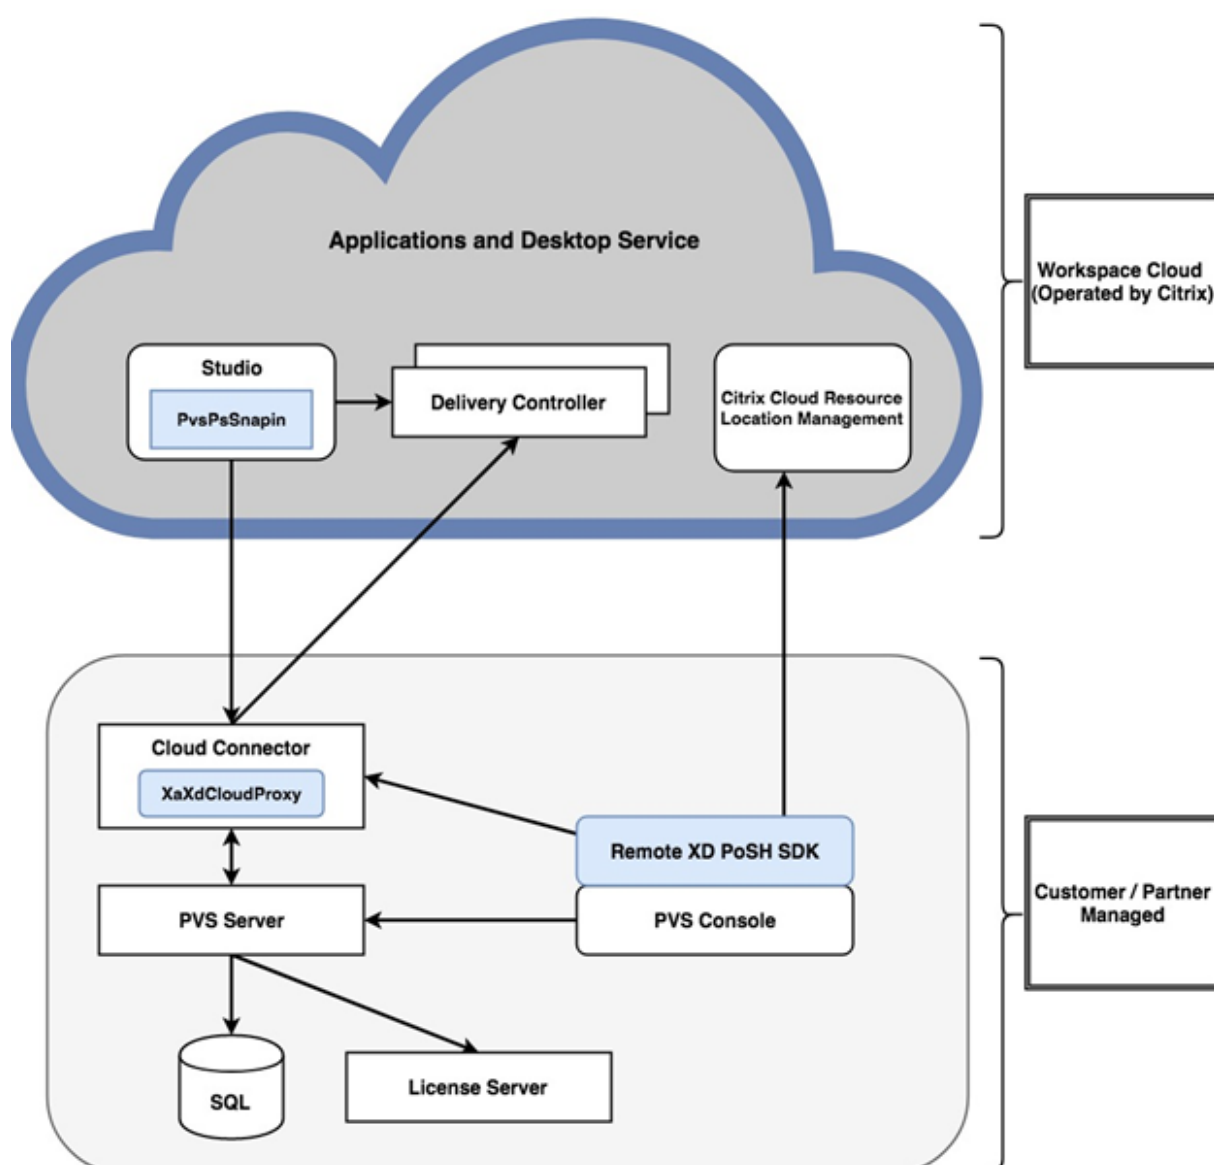 Applications and Desktop Service
Workspace Cloud
(Operated by Citrix)
Studio
PvsPsSnapin
Delivery Controller
Citrix Cloud Resource
Location Management
Cloud Connector
XaXdCloudProxy
Remote XD PoSH SDK
PVS Server
PVS Console
Customer / Partner
Managed
SQL
License Server